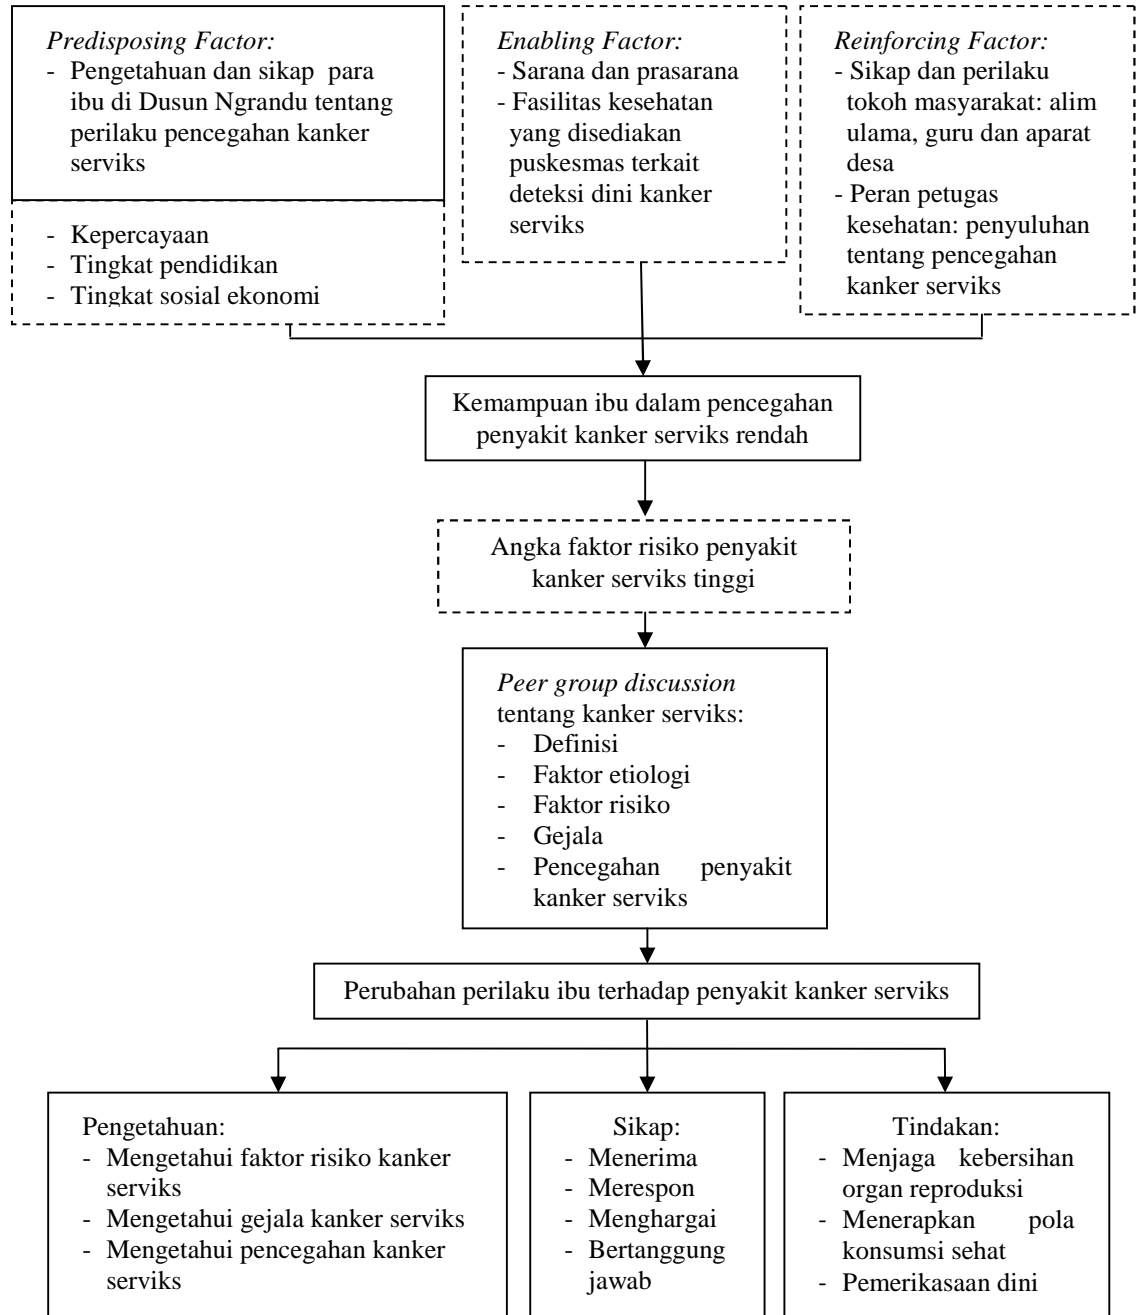 Predisposing Factor:
- Pengetahuan dan sikap para
ibu di Dusun Ngrandu tentang
perilaku pencegahan kanker
serviks
- Kepercayaan
- Tingkat pendidikan
- Tingkat sosial ekonomi
Enabling Factor:
- Sarana dan prasarana
- Fasilitas kesehatan
yang disediakan
puskesmas terkait
deteksi dini kanker
serviks
Reinforcing Factor:
- Sikap dan perilaku
tokoh masyarakat: alim
ulama, guru dan aparat
desa
- Peran petugas
kesehatan: penyuluhan
tentang pencegahan
kanker serviks
Kemampuan ibu dalam pencegahan
penyakit kanker serviks rendah
Angka faktor risiko penyakit
kanker serviks tinggi
Peer group discussion
tentang kanker serviks:
- Definisi
- Faktor etiologi
- Faktor risiko
- Gejala
- Pencegahan penyakit
kanker serviks
Perubahan perilaku ibu terhadap penyakit kanker serviks
Pengetahuan:
- Mengetahui faktor risiko kanker
serviks
- Mengetahui gejala kanker serviks
- Mengetahui pencegahan kanker
serviks
Sikap:
- Menerima
- Merespon
- Menghargai
- Bertanggung
jawab
Tindakan:
- Menjaga kebersihan
organ reproduksi
- Menerapkan pola
konsumsi sehat
- Pemerikasaan dini